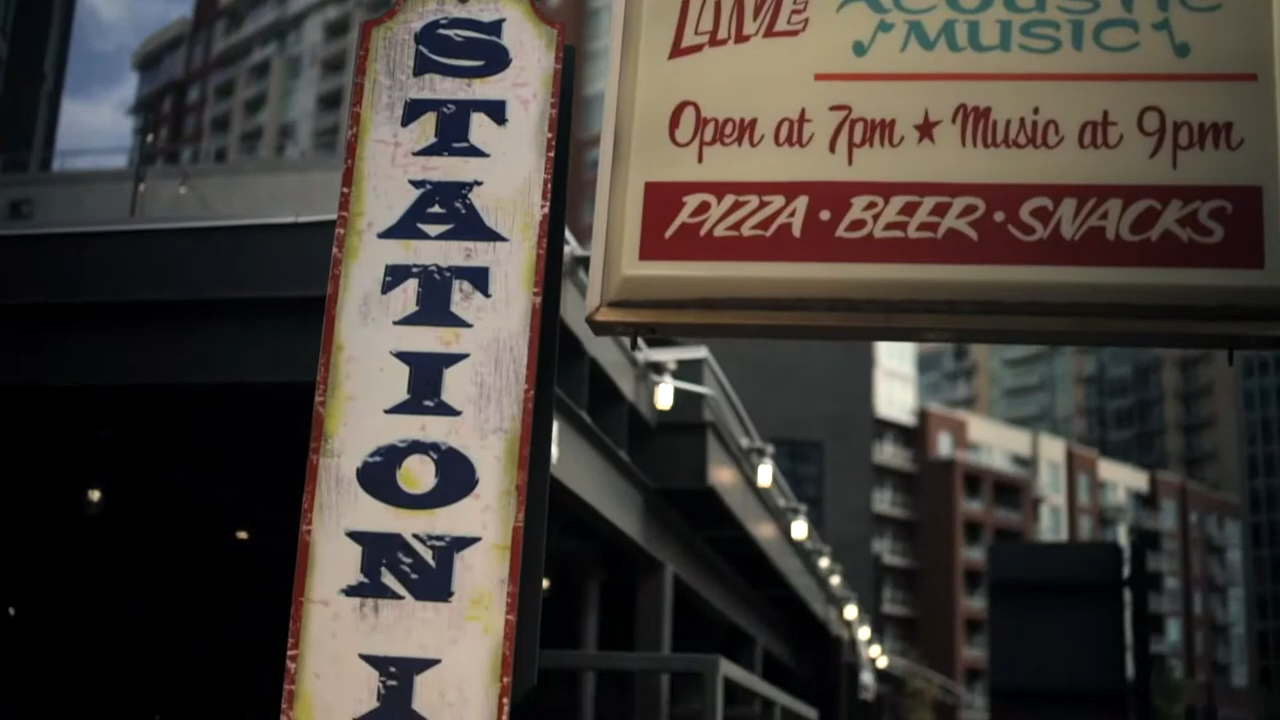 STATION I
LIVE ACOUSTIC
MUSIC
Open at 7pm ★ Music at 9pm
PIZZA • BEER • SNACKS